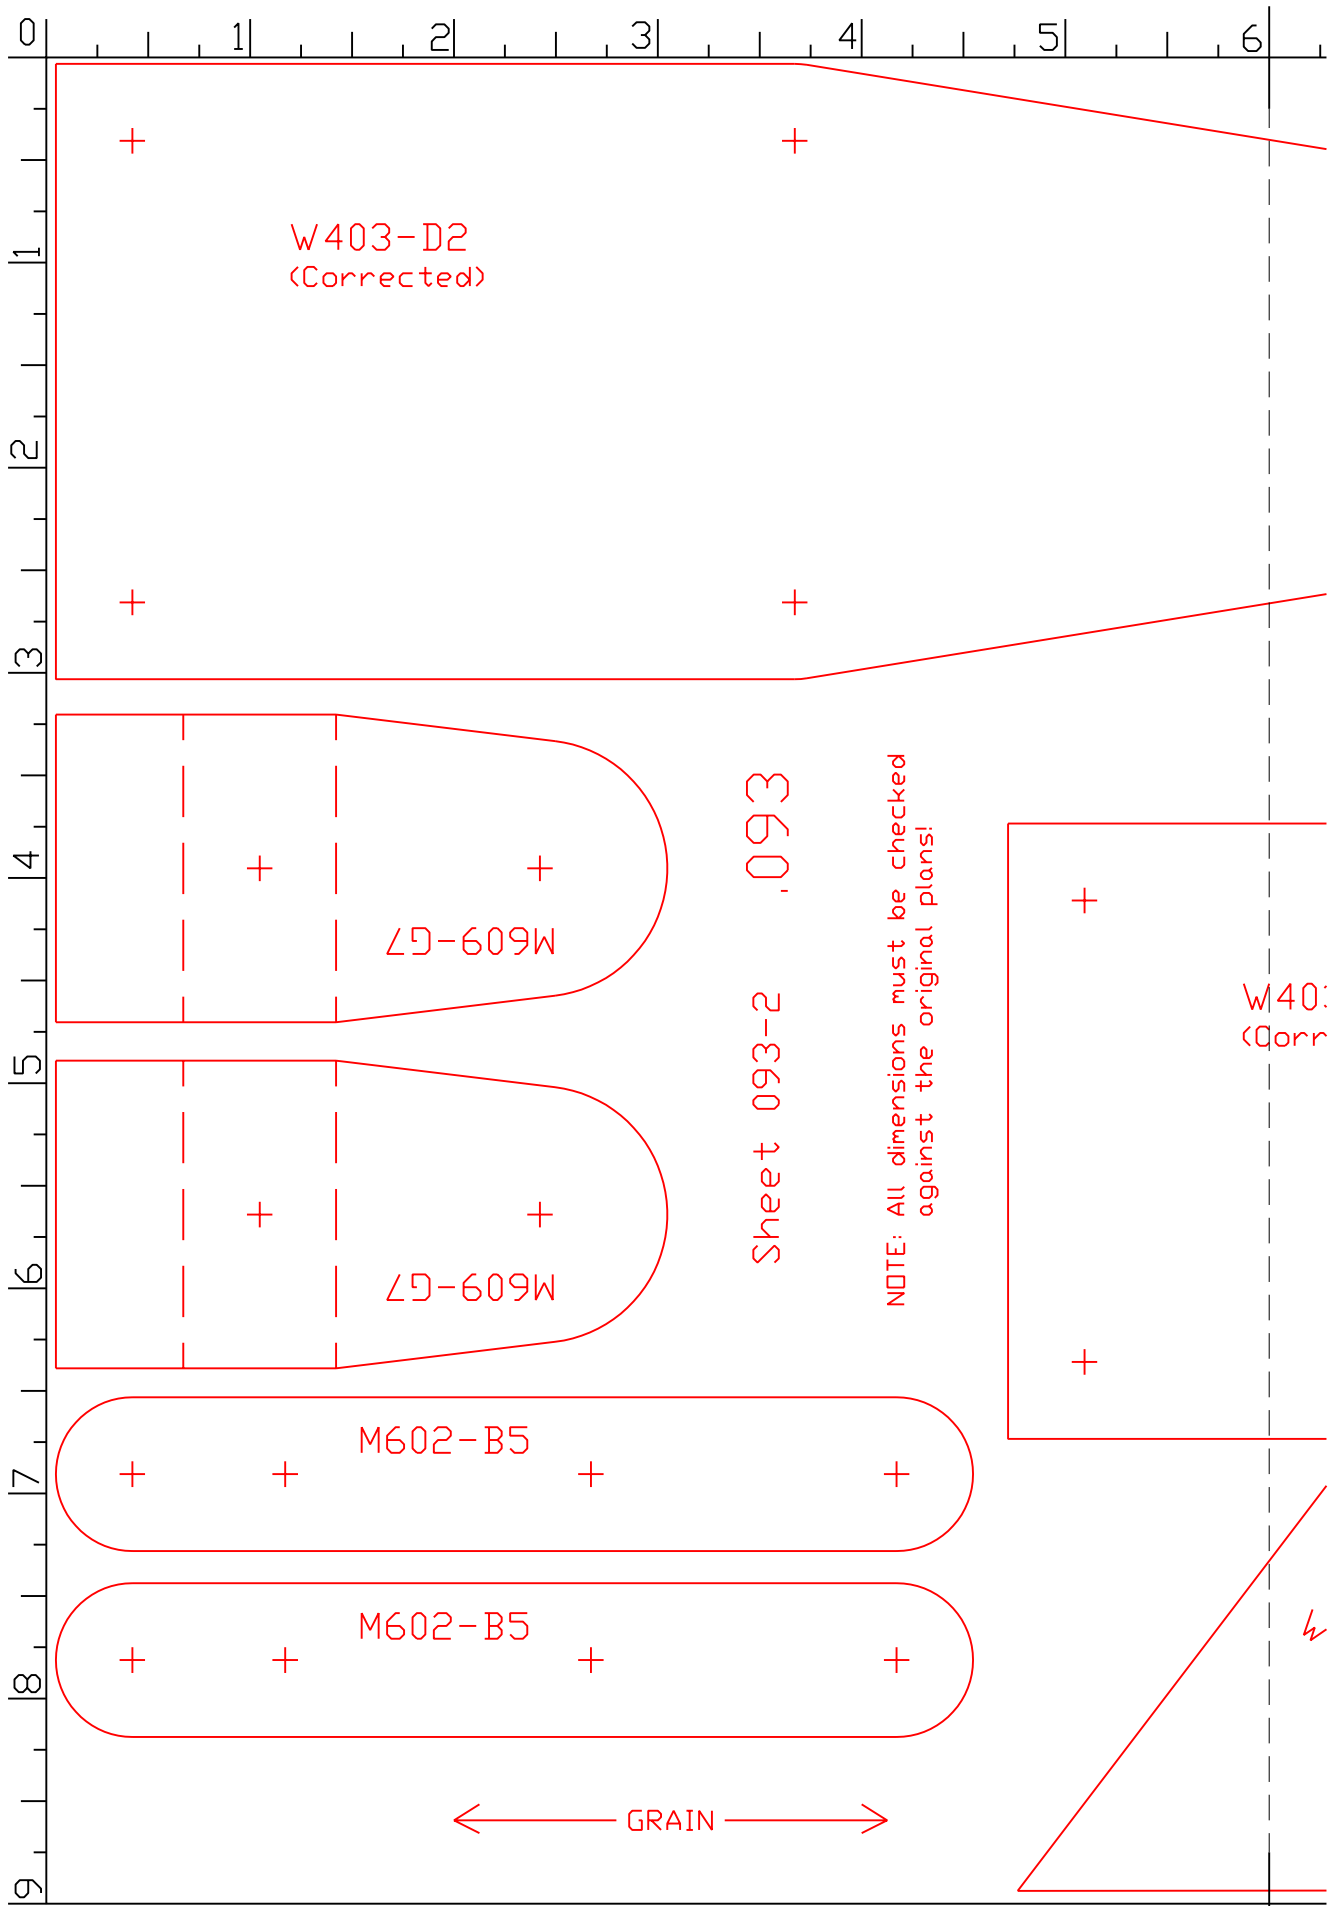 0 1 2 3 4 5 6
1
2
3
4
5
6
7
8
9
W403-D2
(Corrected)
M609-G7
.093
Sheet 093-2
NOTE: All dimensions must be checked
against the original plans!
W403
(Corr
M609-G7
M602-B5
M602-B5
W
GRAIN